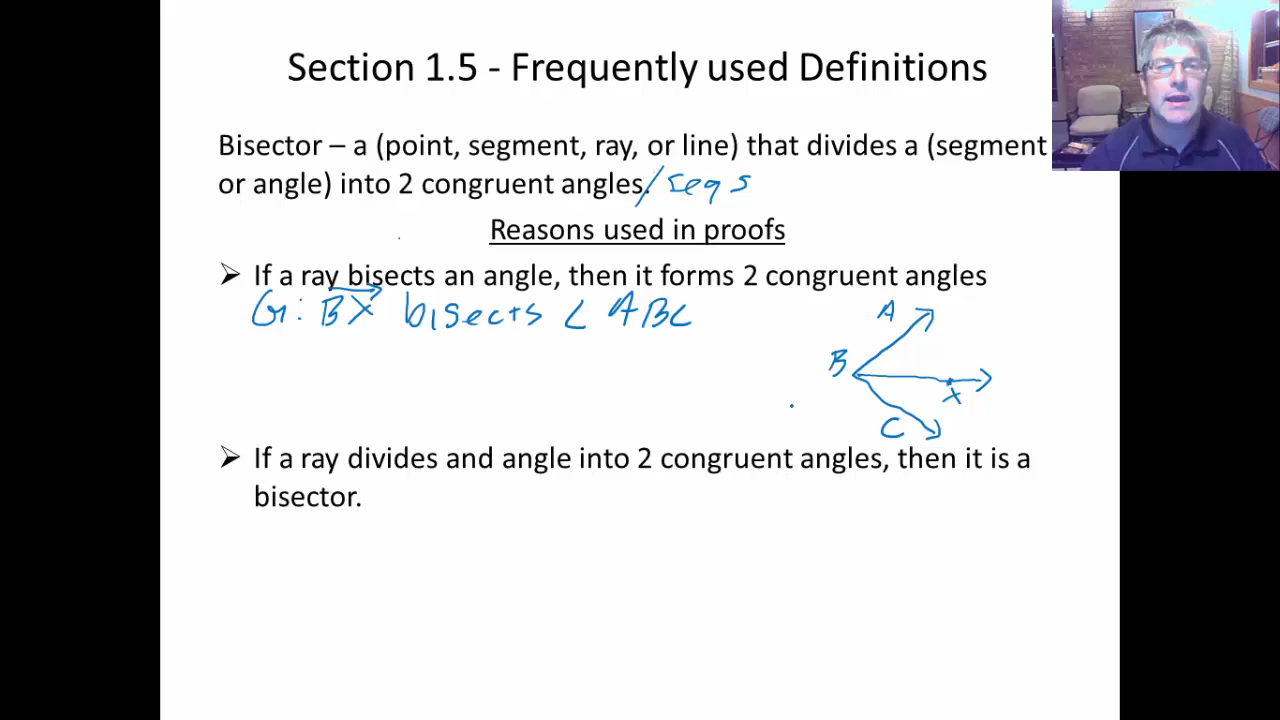 Section 1.5 - Frequently used Definitions
Bisector – a (point, segment, ray, or line) that divides a (segment
or angle) into 2 congruent angles./segs
Reasons used in proofs
➢ If a ray bisects an angle, then it forms 2 congruent angles
G: BX bisects ∠ ABC
A
B
X
C
➢ If a ray divides and angle into 2 congruent angles, then it is a
bisector.